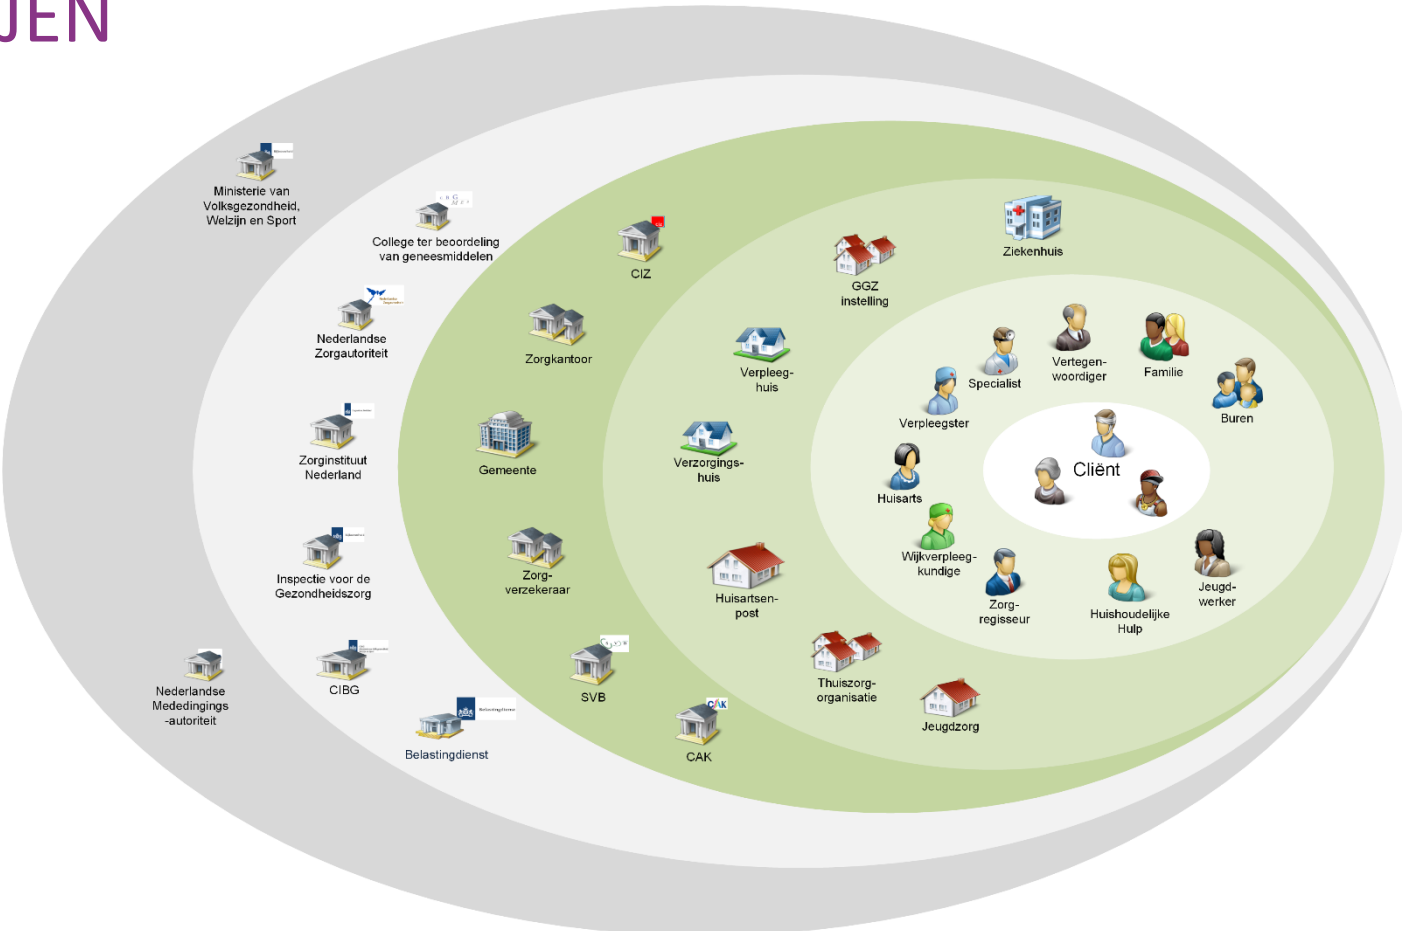 JEN
Ministerie van
Volksgezondheid,
Welzijn en Sport
College ter beoordeling
van geneesmiddelen
Nederlandse
Zorgautoriteit
Zorginstituut
Nederland
Inspectie voor de
Gezondheidszorg
CIBG
Nederlandse
Mededingings
-autoriteit
Belastingdienst
Belastingdienst
CIZ
Zorgkantoor
Gemeente
Zorg-
verzekeraar
SVB
CAK
CAK
GGZ
instelling
Ziekenhuis
Verpleeg-
huis
Verzorgings-
huis
Huisartsen-
post
Thuiszorg-
organisatie
Jeugdzorg
Specialist
Vertegen-
woordiger
Familie
Buren
Verpleegster
Huisarts
Wijkverpleeg-
kundige
Zorg-
regisseur
Huishoudelijke
Hulp
Jeugd-
werker
Cliënt